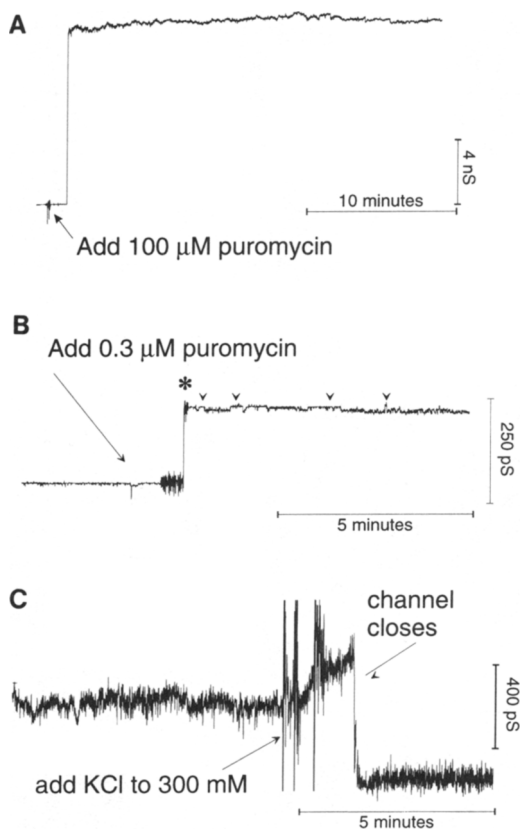 A
4 nS
10 minutes
Add 100 μM puromycin
B
Add 0.3 μM puromycin
*
250 pS
5 minutes
C
channel
closes
400 pS
add KCl to 300 mM
5 minutes